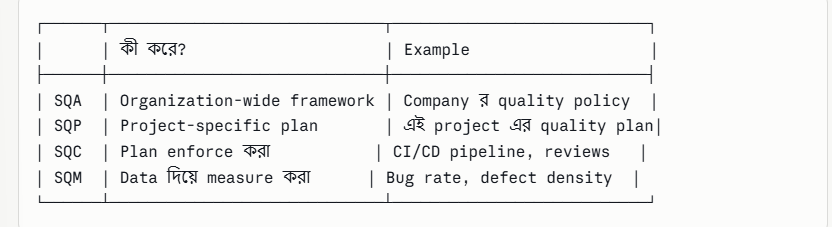 কী করে? Example
SQA Organization-wide framework Company র quality policy
SQP Project-specific plan এই project এর quality plan
SQC Plan enforce করা CI/CD pipeline, reviews
SQM Data দিয়ে measure করা Bug rate, defect density